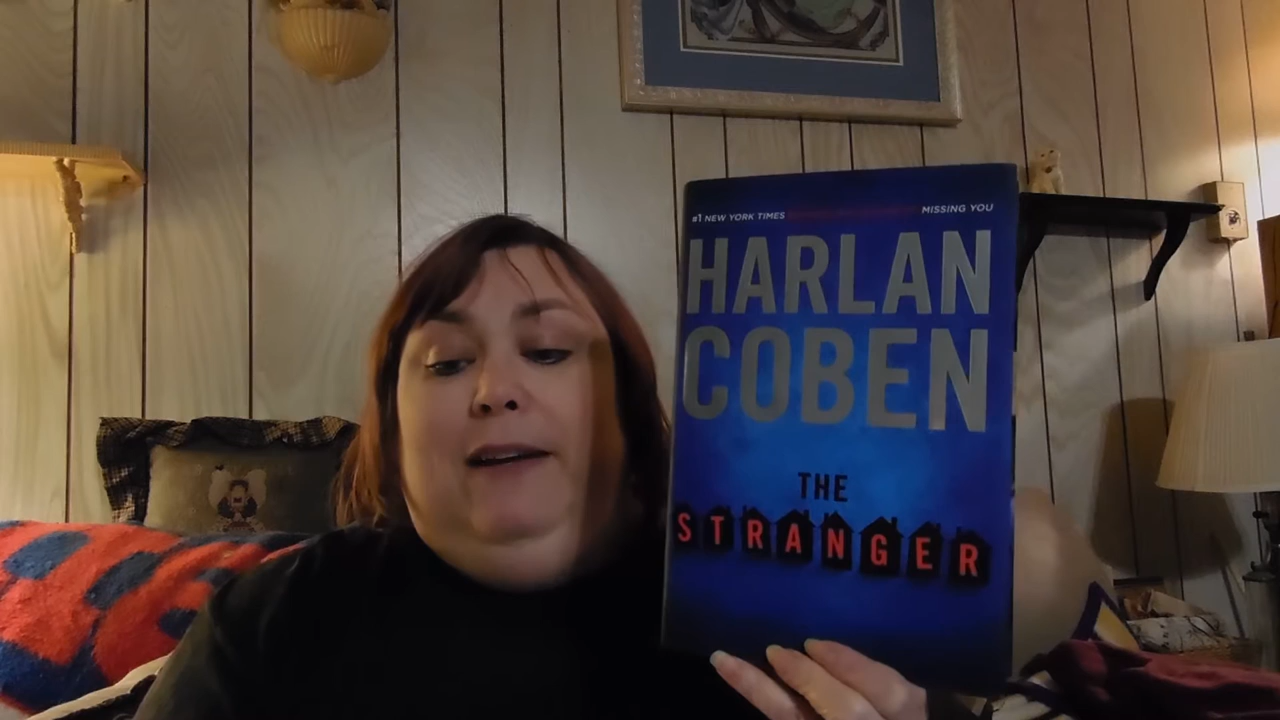 #1 NEW YORK TIMES MISSING YOU
HARLAN
COBEN
THE
STRANGER